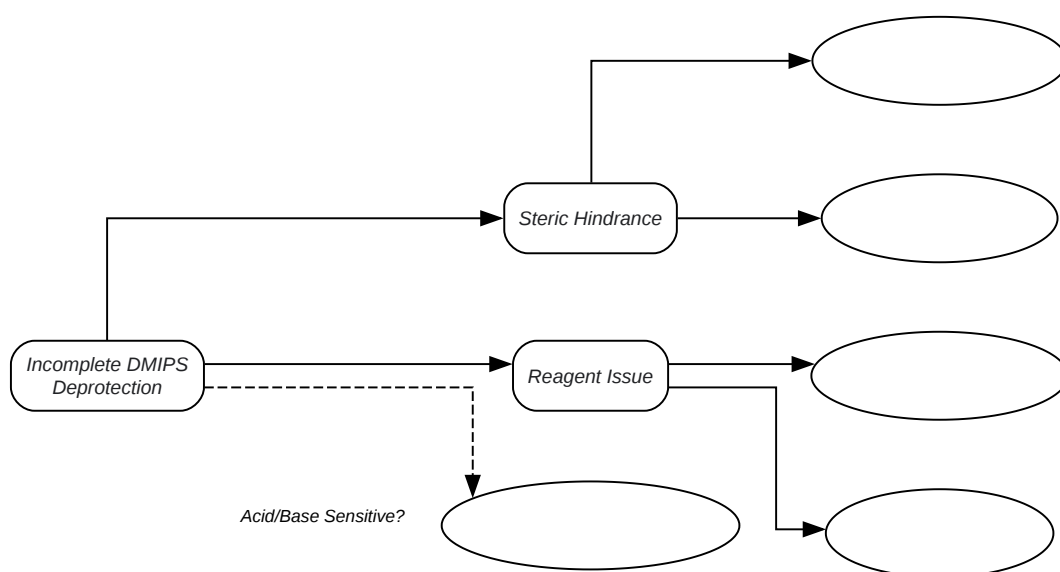 Steric Hindrance
Incomplete DMIPS
Deprotection
Reagent Issue
Acid/Base Sensitive?